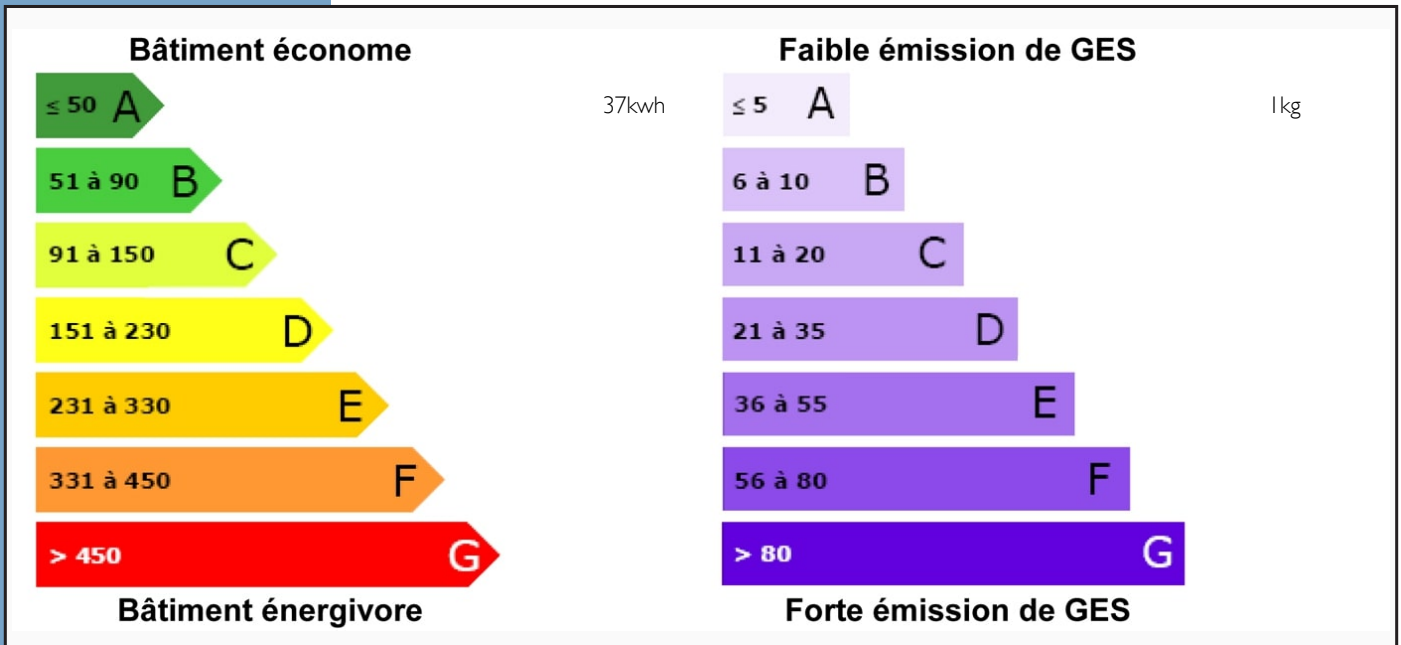 Bâtiment économe
≤ 50 A
37kwh
51 à 90 B
91 à 150 C
151 à 230 D
231 à 330 E
331 à 450 F
> 450 G
Bâtiment énergivore
Faible émission de GES
≤ 5 A
1kg
6 à 10 B
11 à 20 C
21 à 35 D
36 à 55 E
56 à 80 F
> 80 G
Forte émission de GES